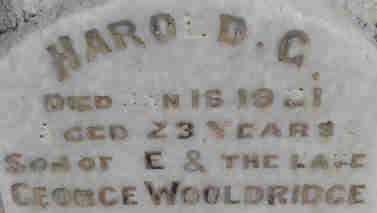 HAROLD. G.
DIED 16
AGED 23 YEARS
SON OF E & THE LATE
GEORGE WOOLDRIDGE